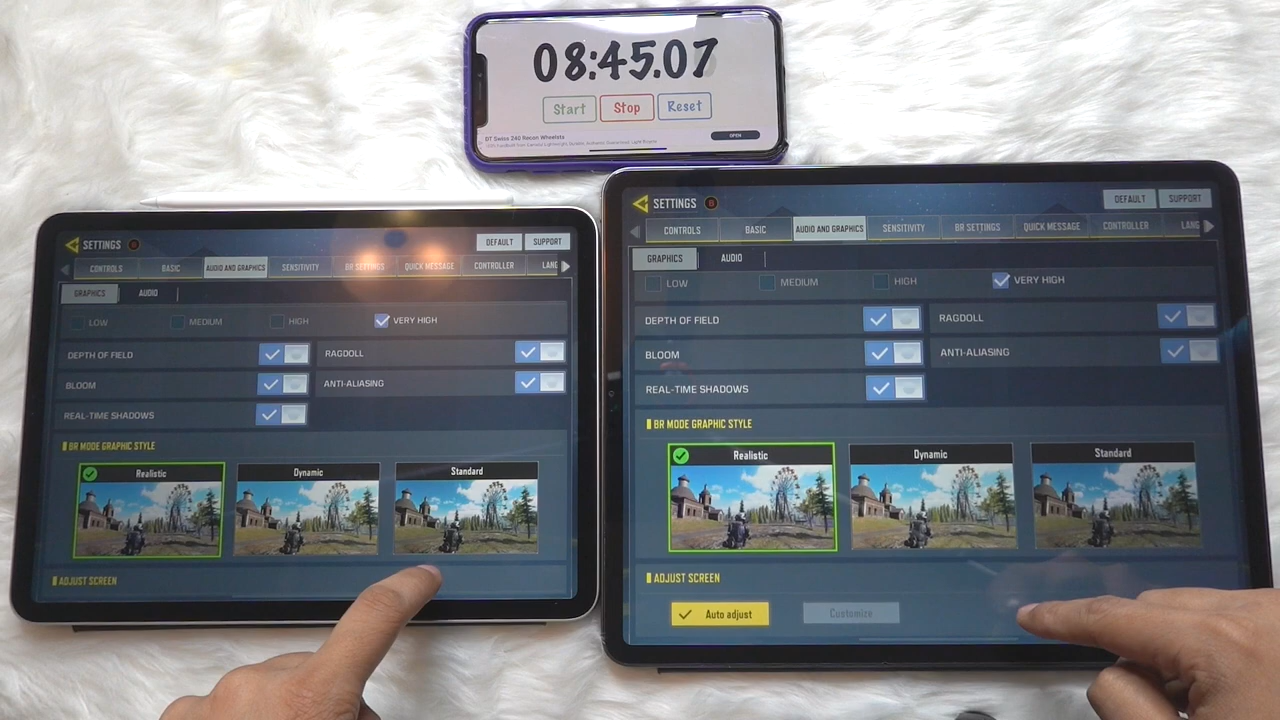 08:45.07
Start Stop Reset
DT Swiss 240 Recon Wheelsets
OPEN
SETTINGS
DEFAULT SUPPORT
CONTROLS BASIC AUDIO AND GRAPHICS SENSITIVITY BR SETTINGS QUICK MESSAGE CONTROLLER LANG
GRAPHICS AUDIO
LOW MEDIUM HIGH VERY HIGH
DEPTH OF FIELD RAGDOLL
BLOOM ANTI-ALIASING
REAL-TIME SHADOWS
BR MODE GRAPHIC STYLE
Realistic Dynamic Standard
ADJUST SCREEN
SETTINGS
DEFAULT SUPPORT
CONTROLS BASIC AUDIO AND GRAPHICS SENSITIVITY BR SETTINGS QUICK MESSAGE CONTROLLER LANG
GRAPHICS AUDIO
LOW MEDIUM HIGH VERY HIGH
DEPTH OF FIELD RAGDOLL
BLOOM ANTI-ALIASING
REAL-TIME SHADOWS
BR MODE GRAPHIC STYLE
Realistic Dynamic Standard
ADJUST SCREEN
Auto adjust Customize